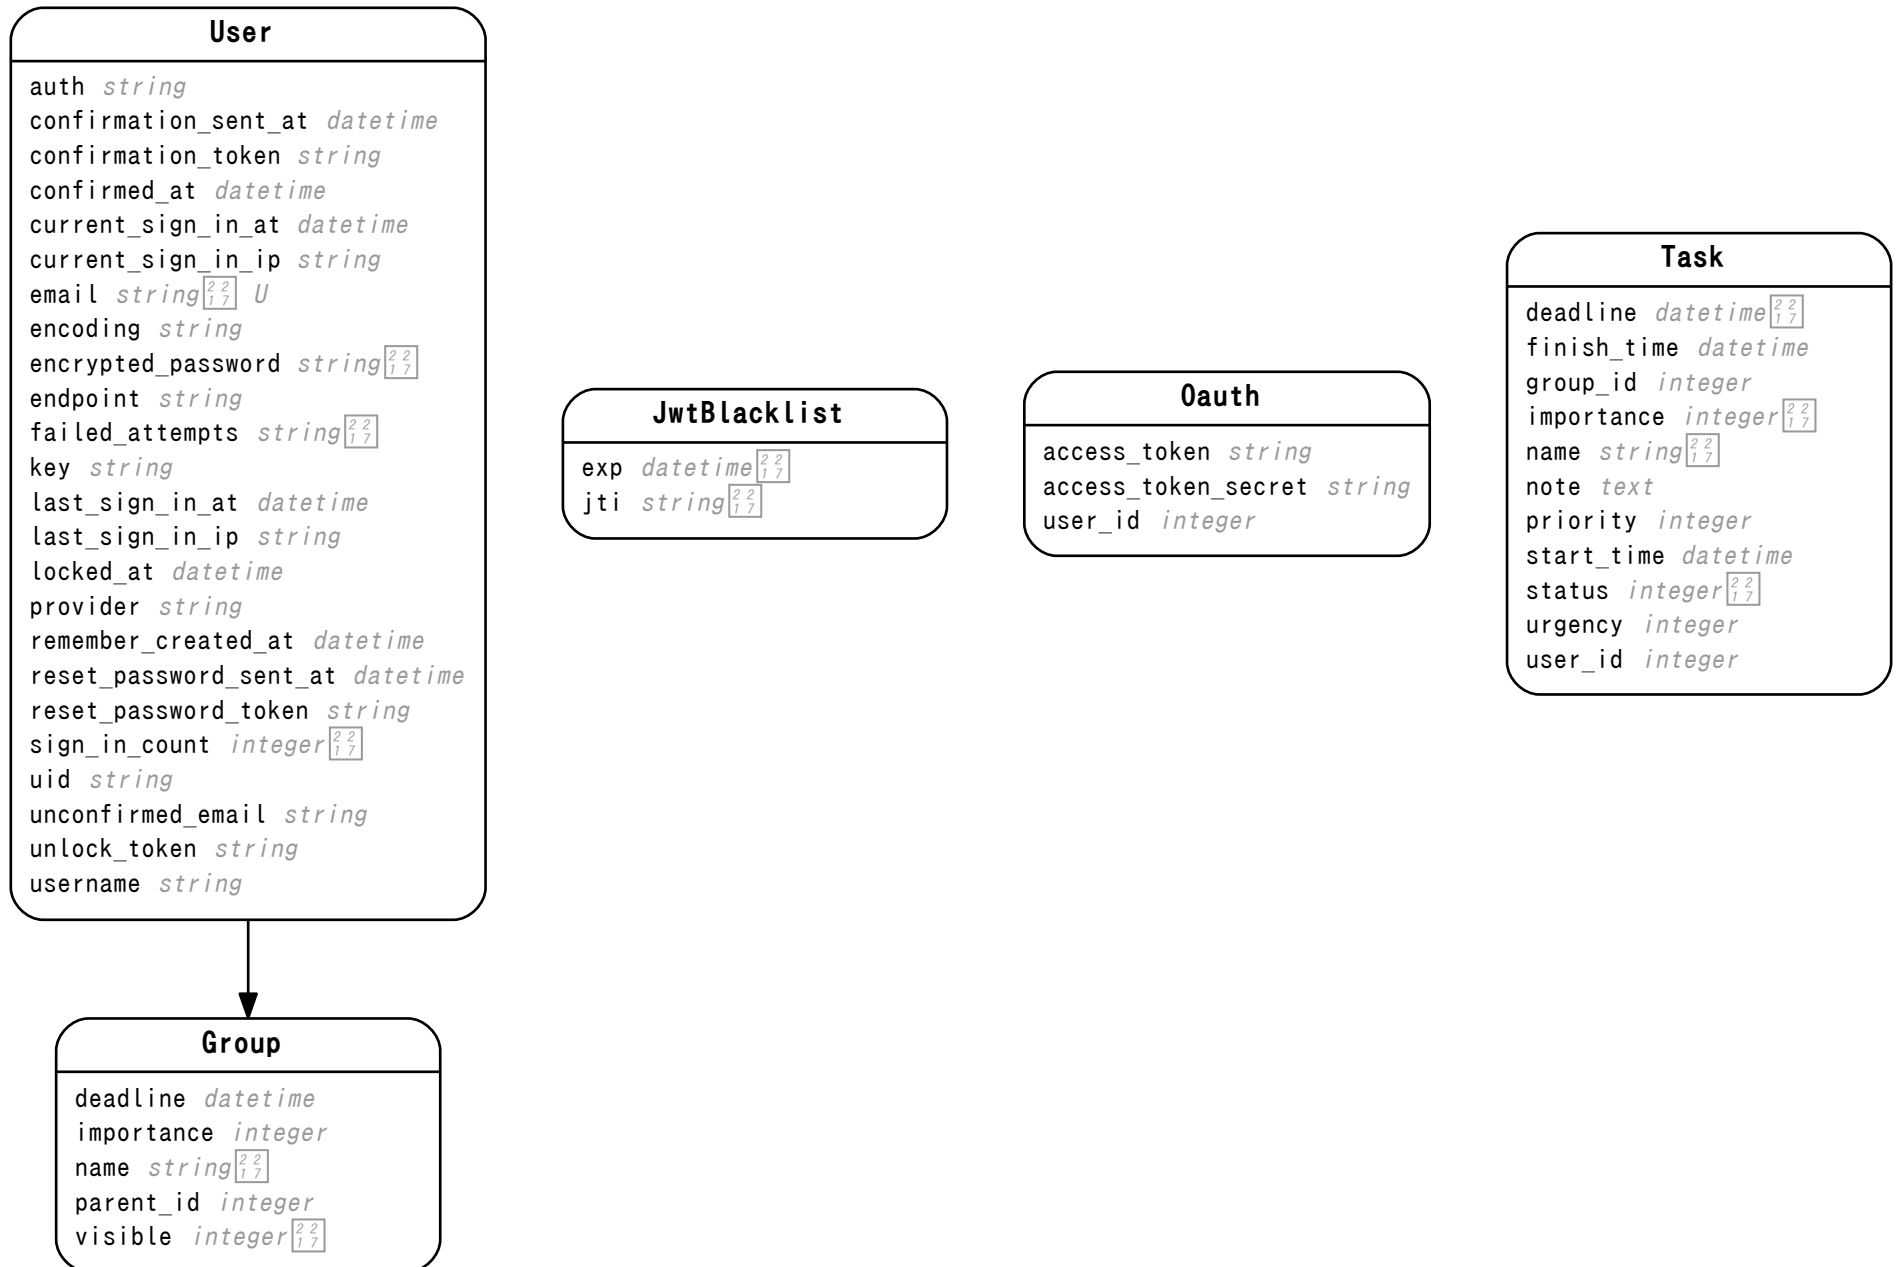 User
auth string
confirmation_sent_at datetime
confirmation_token string
confirmed_at datetime
current_sign_in_at datetime
current_sign_in_ip string
email string∗ U
encoding string
encrypted_password string∗
endpoint string
failed_attempts string∗
key string
last_sign_in_at datetime
last_sign_in_ip string
locked_at datetime
provider string
remember_created_at datetime
reset_password_sent_at datetime
reset_password_token string
sign_in_count integer∗
uid string
unconfirmed_email string
unlock_token string
username string
JwtBlacklist
exp datetime∗
jti string∗
Oauth
access_token string
access_token_secret string
user_id integer
Task
deadline datetime∗
finish_time datetime
group_id integer
importance integer∗
name string∗
note text
priority integer
start_time datetime
status integer∗
urgency integer
user_id integer
Group
deadline datetime
importance integer
name string∗
parent_id integer
visible integer∗